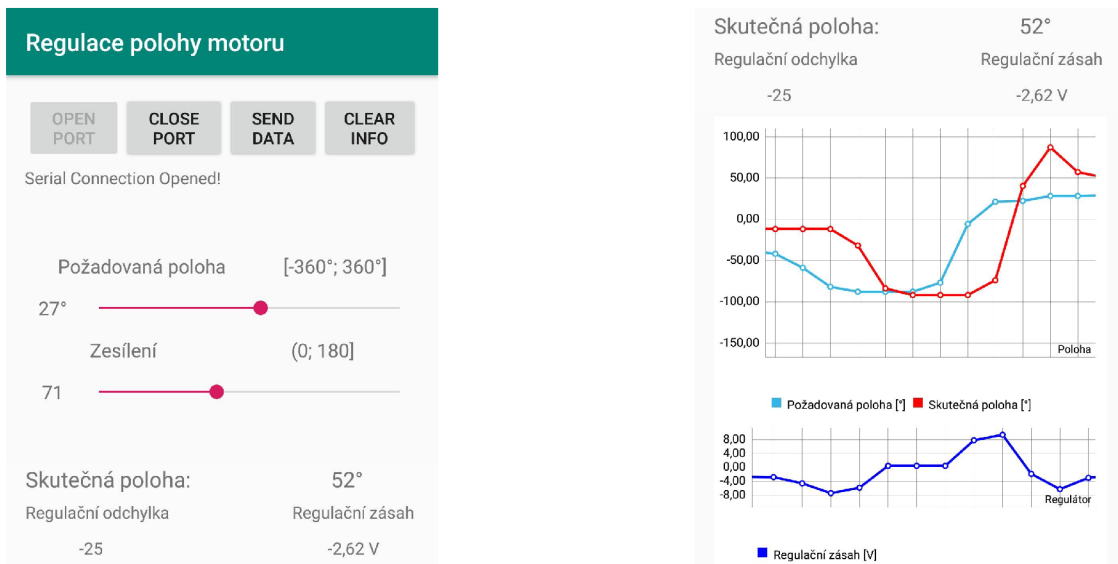 Regulace polohy motoru
OPEN PORT
CLOSE PORT
SEND DATA
CLEAR INFO
Serial Connection Opened!
Požadovaná poloha [-360°; 360°]
27°
Zesílení (0; 180]
71
Skutečná poloha: 52°
Regulační odchylka Regulační zásah
-25 -2,62 V
Skutečná poloha: 52°
Regulační odchylka Regulační zásah
-25 -2,62 V
100,00
50,00
0,00
-50,00
-100,00
-150,00
Poloha
Požadovaná poloha [°] Skutečná poloha [°]
8,00
4,00
0,00
-4,00
-8,00
Regulátor
Regulační zásah [V]